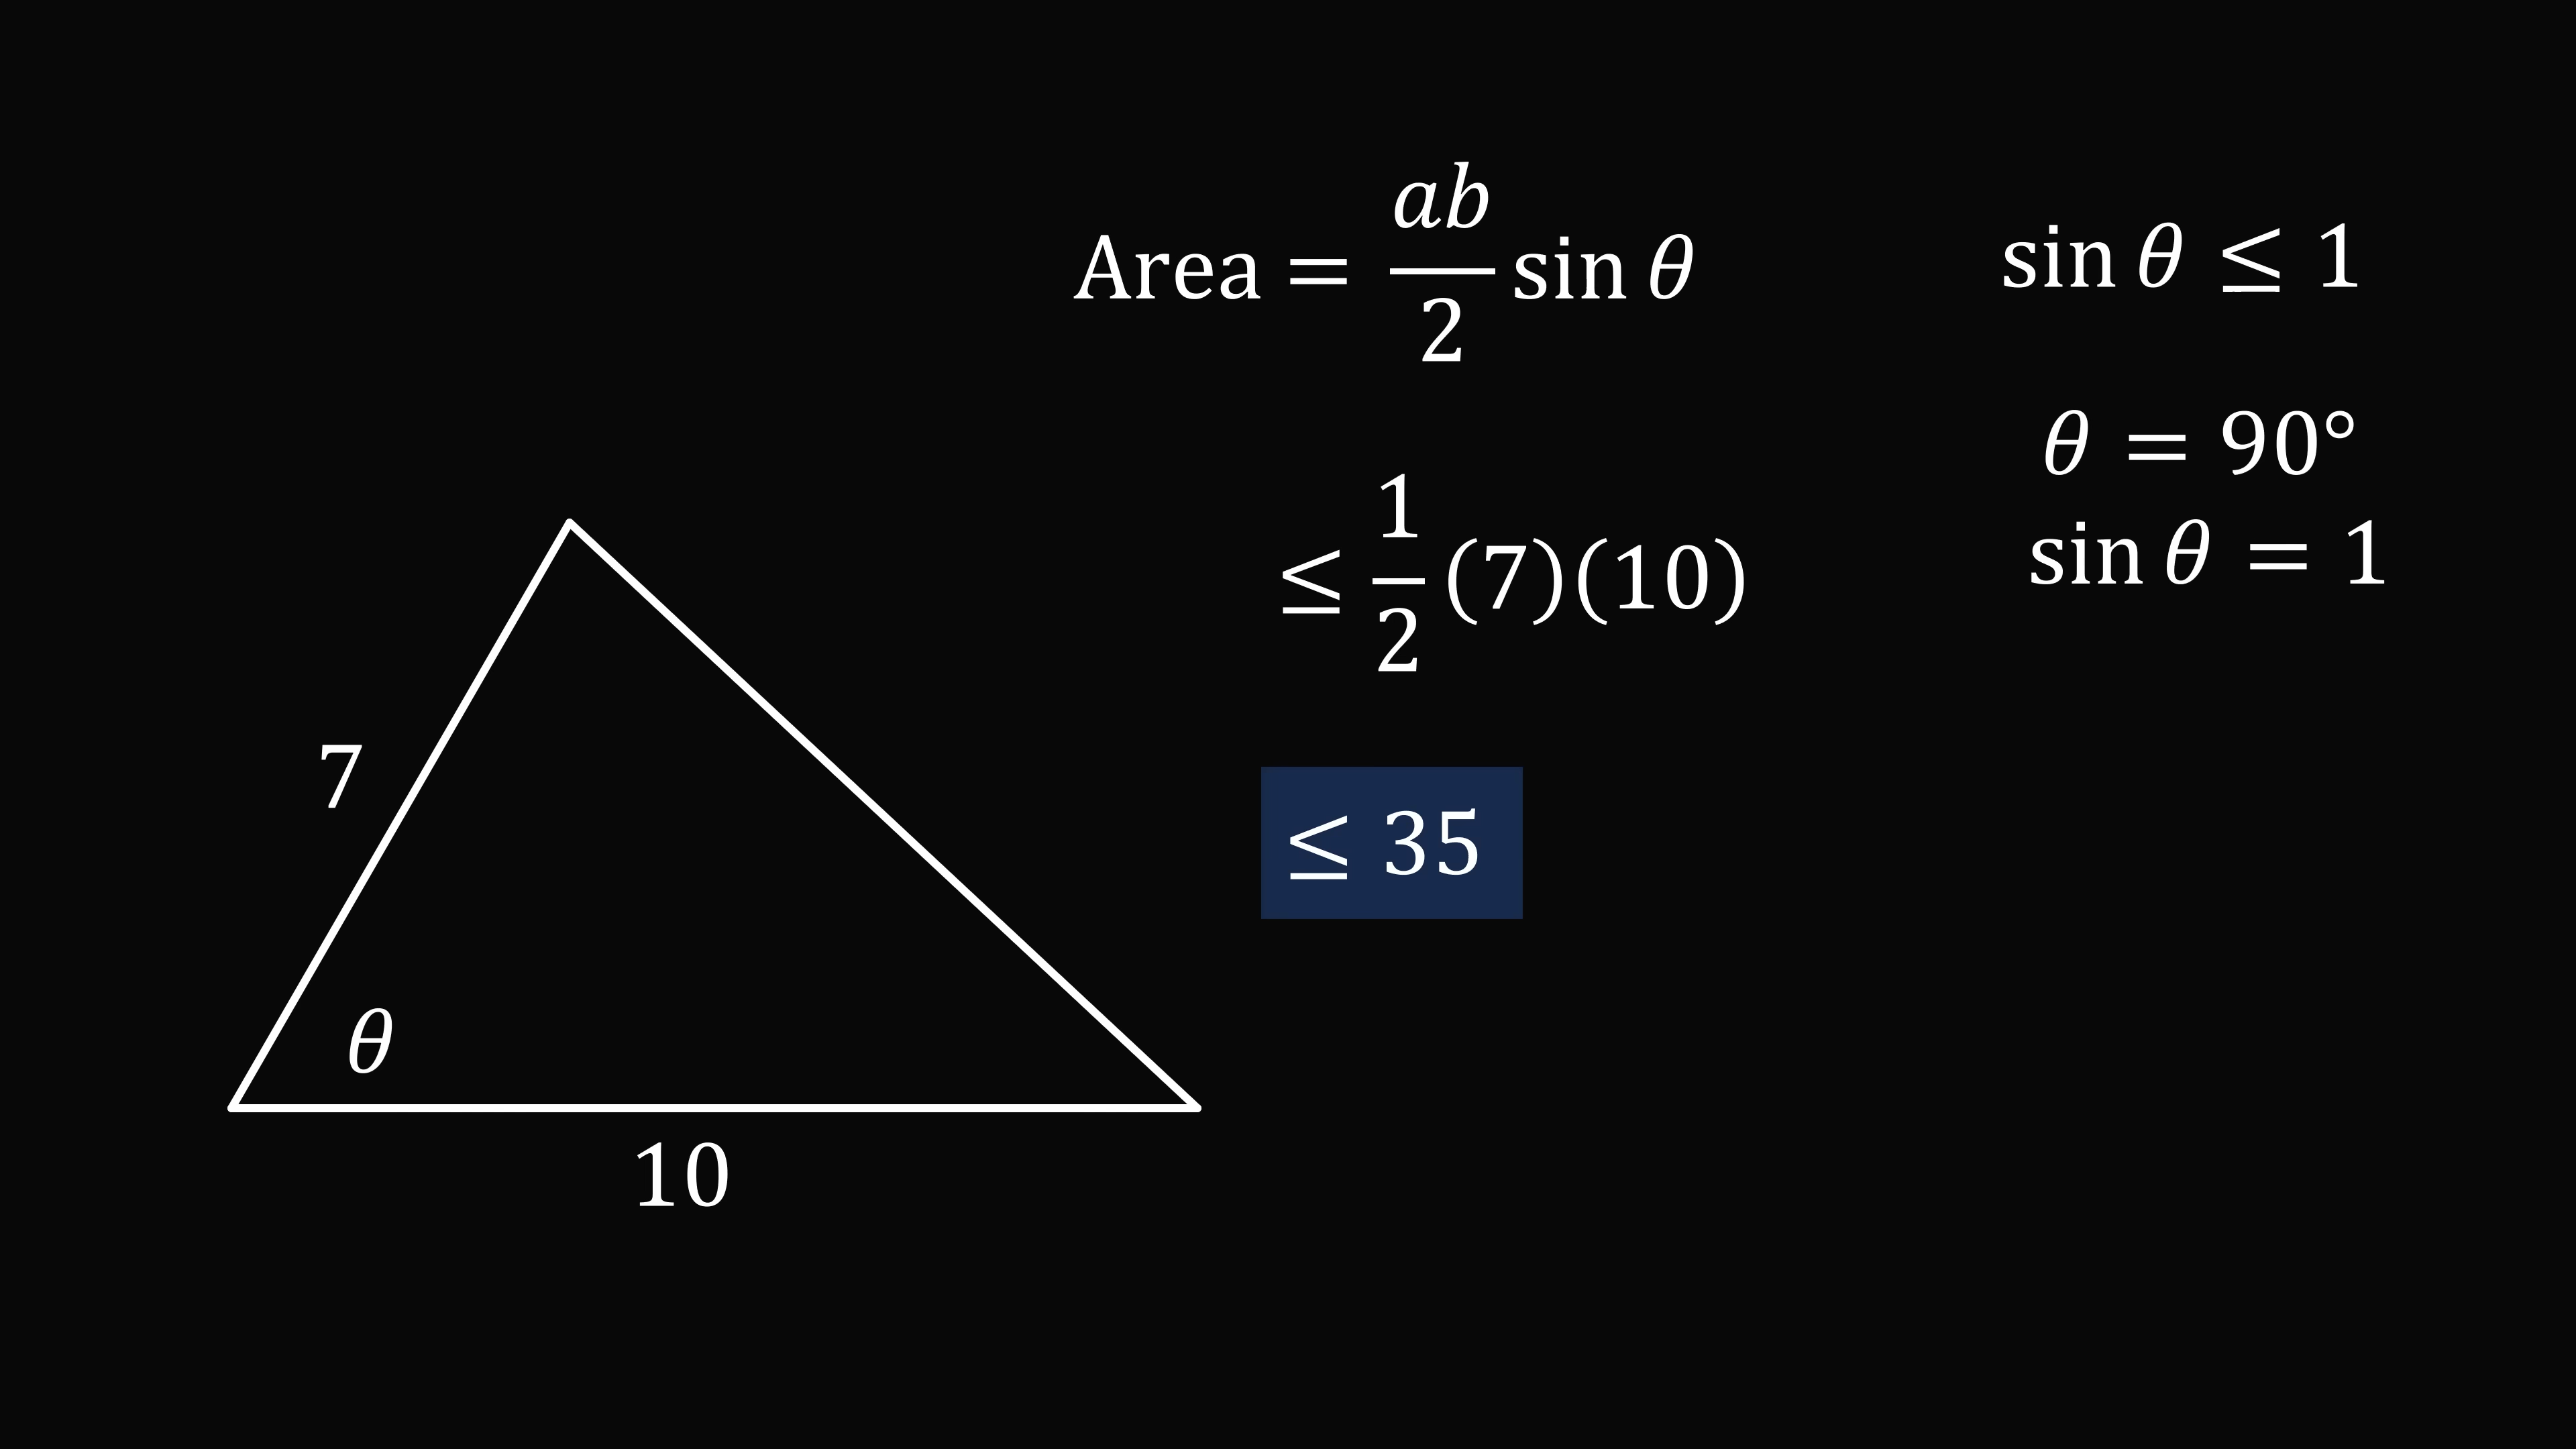 Area = ab/2 sin θ
≤ 1/2 (7)(10)
≤ 35
sin θ ≤ 1
θ = 90°
sin θ = 1
7
θ
10